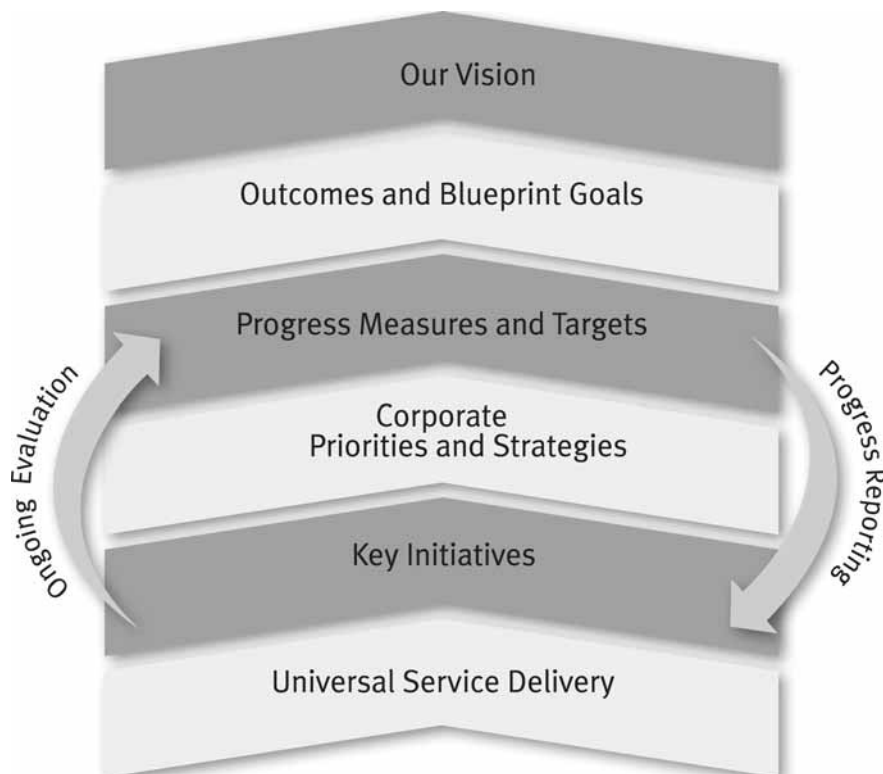 Our Vision
Outcomes and Blueprint Goals
Progress Measures and Targets
Corporate
Priorities and Strategies
Key Initiatives
Universal Service Delivery
Ongoing Evaluation
Progress Reporting